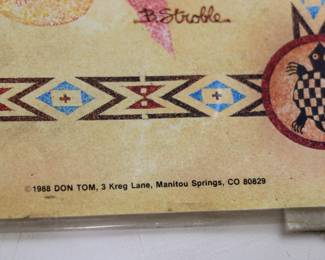 B. Stroble
©1988 DON TOM, 3 Kreg Lane, Manitou Springs, CO 80829